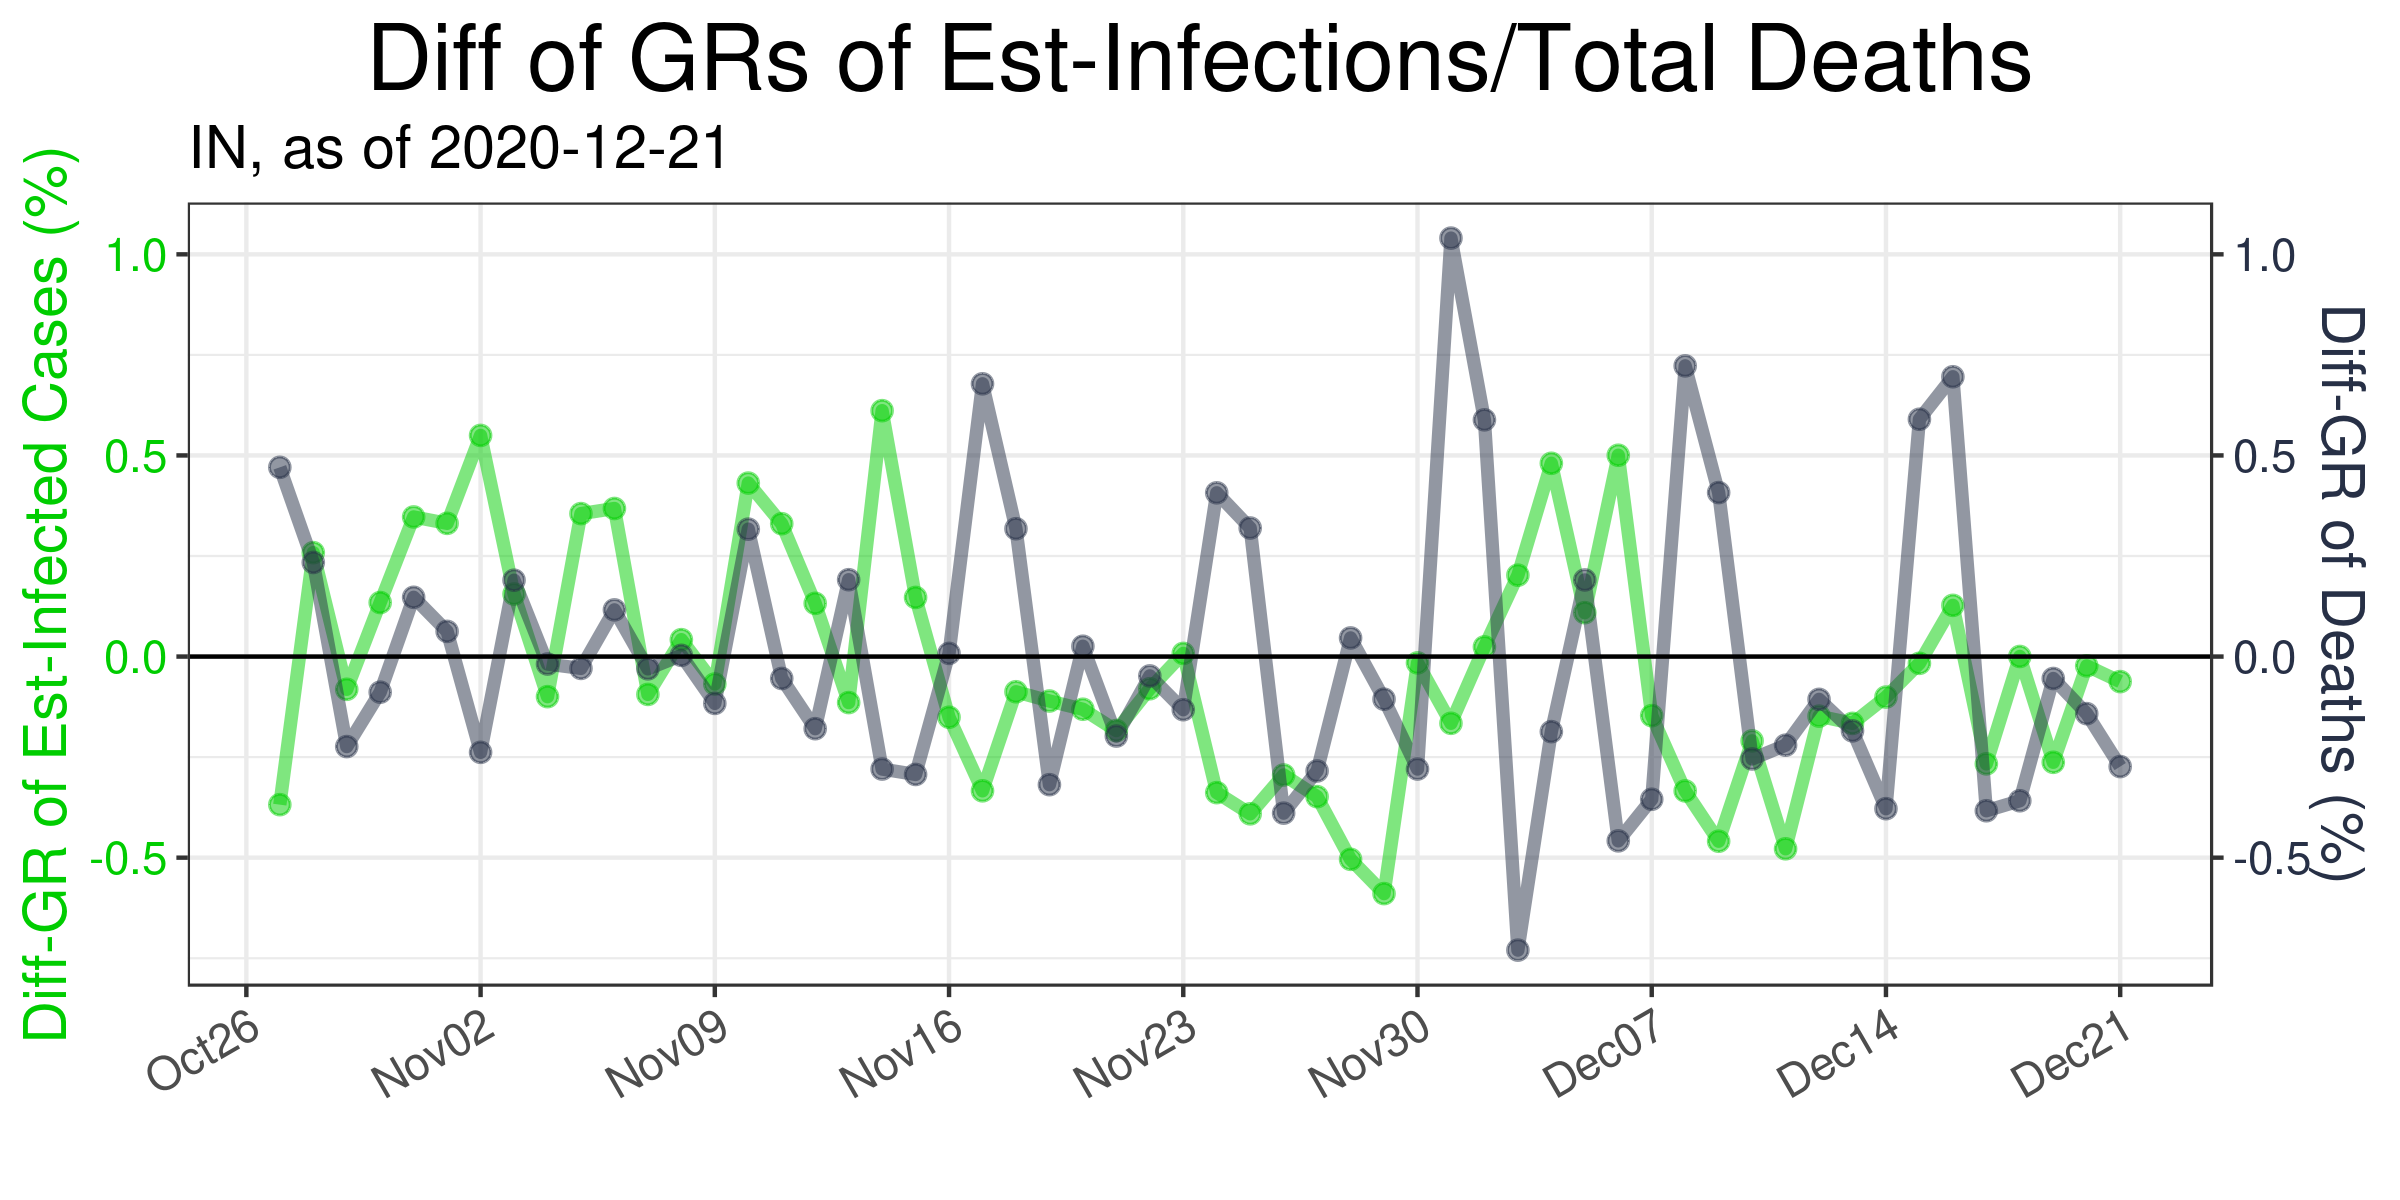 Diff of GRs of Est-Infections/Total Deaths
IN, as of 2020-12-21
Diff-GR of Est-Infected Cases (%)
1.0
0.5
0.0
-0.5
1.0
0.5
0.0
-0.5
Diff-GR of Deaths (%)
Oct26
Nov02
Nov09
Nov16
Nov23
Nov30
Dec07
Dec14
Dec21